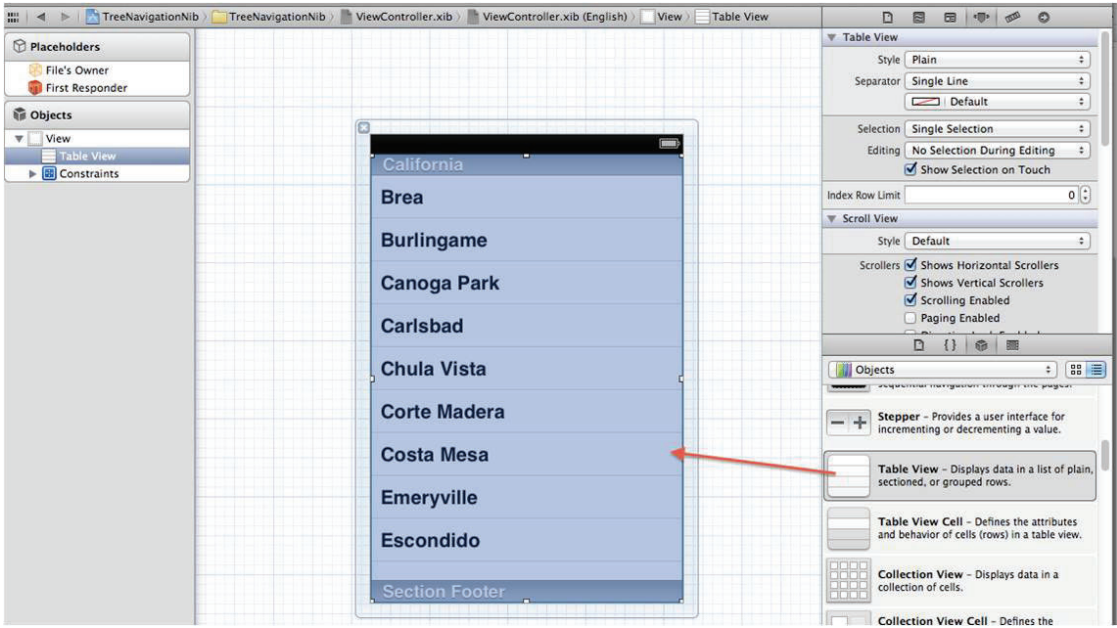 TreeNavigationNib TreeNavigationNib ViewController.xib ViewController.xib (English) View Table View
Placeholders
File's Owner
First Responder
Objects
View
Table View
Constraints
California
Brea
Burlingame
Canoga Park
Carlsbad
Chula Vista
Corte Madera
Costa Mesa
Emeryville
Escondido
Section Footer
Table View
Style Plain
Separator Single Line
Default
Selection Single Selection
Editing No Selection During Editing
Show Selection on Touch
Index Row Limit 0
Scroll View
Style Default
Scrollers Shows Horizontal Scrollers
Shows Vertical Scrollers
Scrolling Enabled
Paging Enabled
{}
Objects
sequential navigation through the pages.
Stepper – Provides a user interface for
incrementing or decrementing a value.
Table View – Displays data in a list of plain,
sectioned, or grouped rows.
Table View Cell – Defines the attributes
and behavior of cells (rows) in a table view.
Collection View – Displays data in a
collection of cells.
Collection View Cell – Defines the